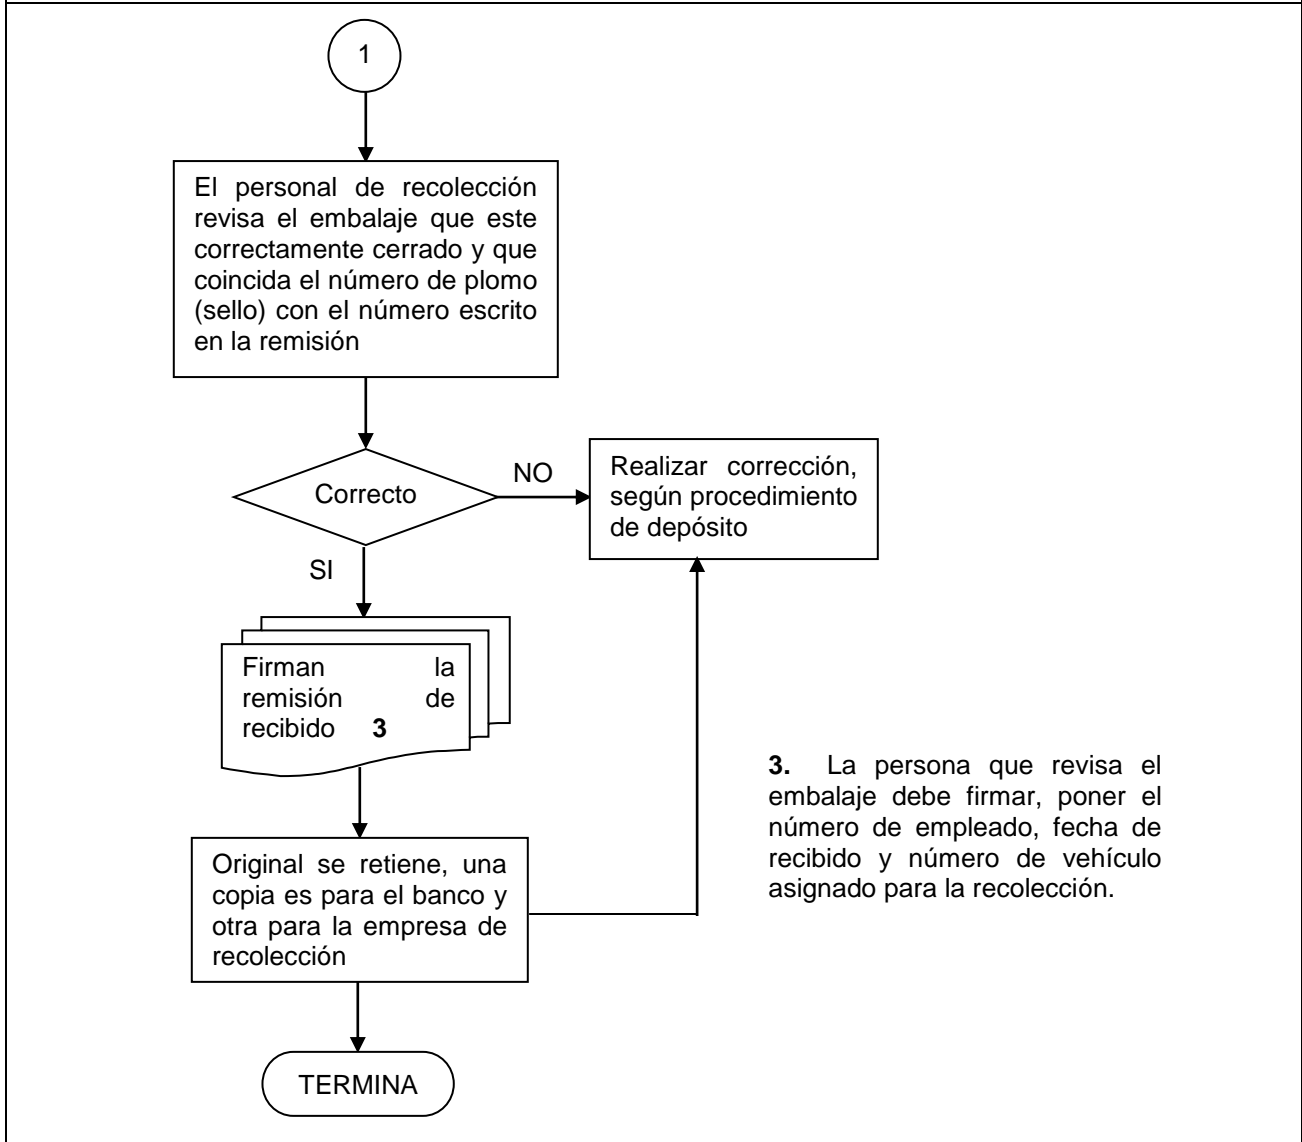 1
El personal de recolección
revisa el embalaje que este
correctamente cerrado y que
coincida el número de plomo
(sello) con el número escrito
en la remisión
Correcto
NO
Realizar corrección,
según procedimiento
de depósito
SI
Firman la
remisión de
recibido 3
3. La persona que revisa el
embalaje debe firmar, poner el
número de empleado, fecha de
recibido y número de vehículo
asignado para la recolección.
Original se retiene, una
copia es para el banco y
otra para la empresa de
recolección
TERMINA